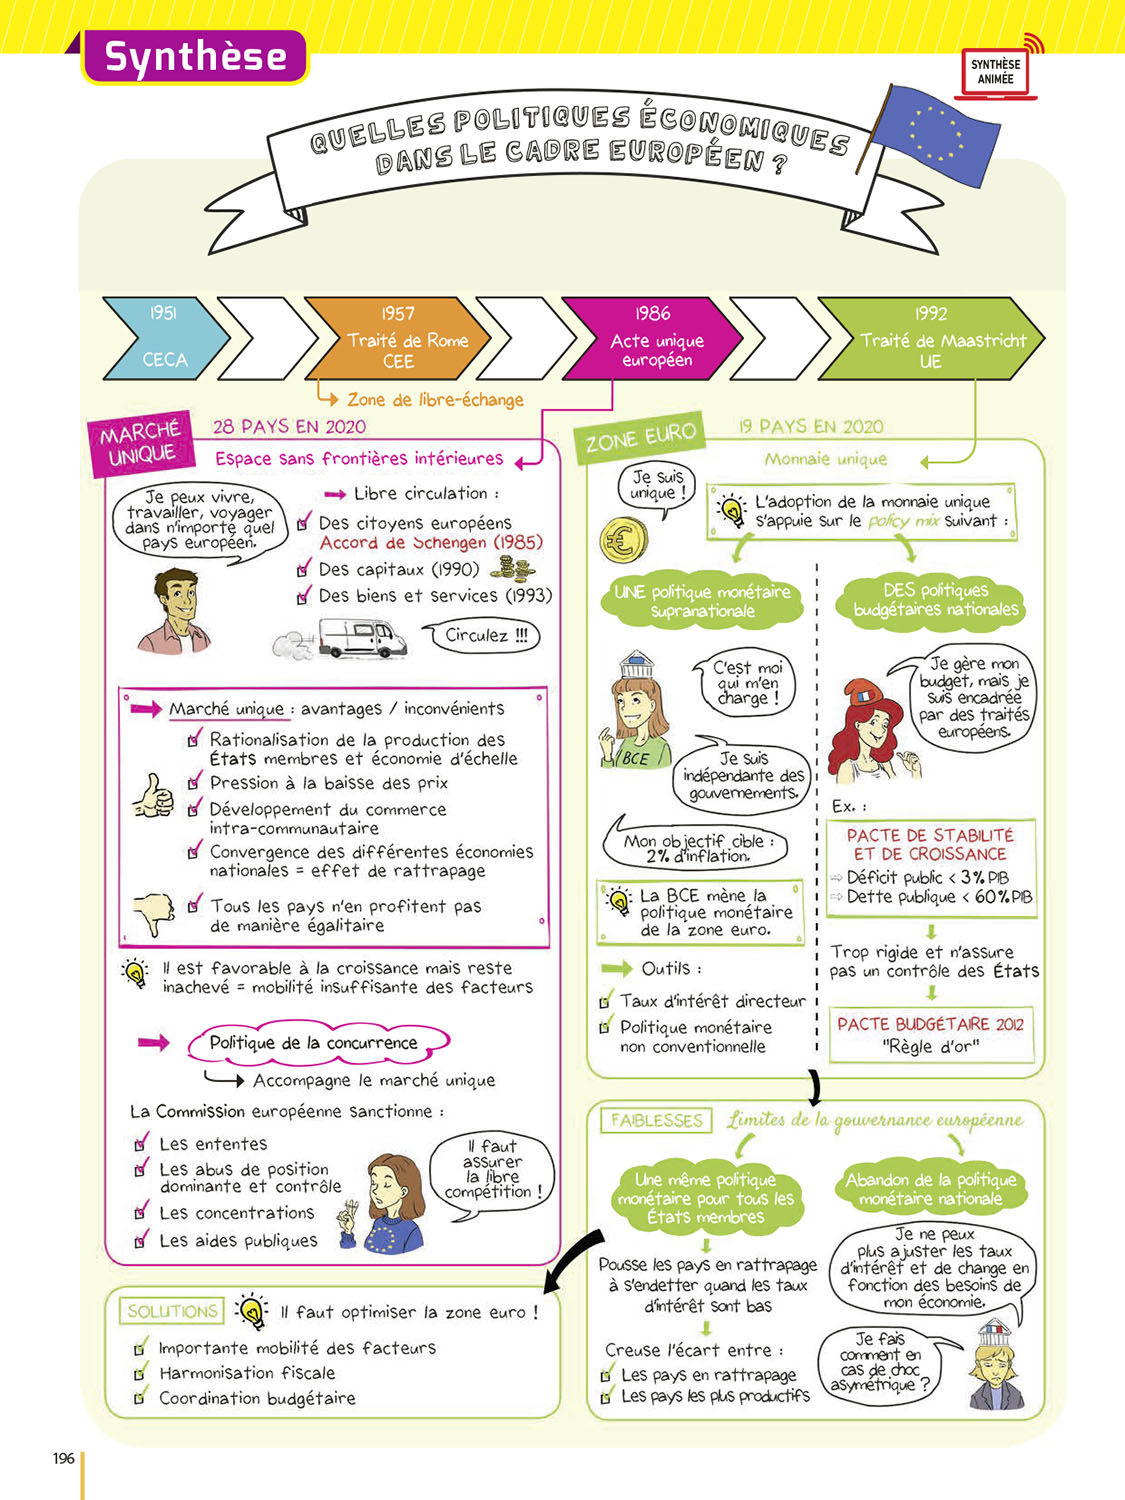 Synthèse
SYNTHÈSE
ANIMÉE
QUELLES POLITIQUES ÉCONOMIQUES
DANS LE CADRE EUROPÉEN ?
1951
CECA
1957
Traité de Rome
CEE
1986
Acte unique
européen
1992
Traité de Maastricht
UE
Zone de libre-échange
MARCHÉ
UNIQUE
28 PAYS EN 2020
Espace sans frontières intérieures
Je peux vivre,
travailler, voyager
dans n'importe quel
pays européen.
Libre circulation :
Des citoyens européens
Accord de Schengen (1985)
Des capitaux (1990)
Des biens et services (1993)
Circulez !!!
Marché unique : avantages / inconvénients
Rationalisation de la production des
États membres et économie d'échelle
Pression à la baisse des prix
Développement du commerce
intra-communautaire
Convergence des différentes économies
nationales = effet de rattrapage
Tous les pays n'en profitent pas
de manière égalitaire
Il est favorable à la croissance mais reste
inachevé = mobilité insuffisante des facteurs
Politique de la concurrence
Accompagne le marché unique
La Commission européenne sanctionne :
Les ententes
Les abus de position
dominante et contrôle
Les concentrations
Les aides publiques
Il faut
assurer
la libre
compétition !
SOLUTIONS
Il faut optimiser la zone euro !
Importante mobilité des facteurs
Harmonisation fiscale
Coordination budgétaire
ZONE EURO
19 PAYS EN 2020
Monnaie unique
Je suis
unique !
€
L'adoption de la monnaie unique
s'appuie sur le policy mix suivant :
UNE politique monétaire
supranationale
C'est moi
qui m'en
charge !
BCE
Je suis
indépendante des
gouvernements.
Mon objectif cible :
2% d'inflation.
La BCE mène la
politique monétaire
de la zone euro.
Outils :
Taux d'intérêt directeur
Politique monétaire
non conventionnelle
DES politiques
budgétaires nationales
Je gère mon
budget, mais je
suis encadrée
par des traités
européens.
Ex. :
PACTE DE STABILITÉ
ET DE CROISSANCE
⇨ Déficit public < 3% PIB
⇨ Dette publique < 60% PIB
Trop rigide et n'assure
pas un contrôle des États
PACTE BUDGÉTAIRE 2012
"Règle d'or"
FAIBLESSES
Limites de la gouvernance européenne
Une même politique
monétaire pour tous les
États membres
Pousse les pays en rattrapage
à s'endetter quand les taux
d'intérêt sont bas
Creuse l'écart entre :
Les pays en rattrapage
Les pays les plus productifs
Abandon de la politique
monétaire nationale
Je ne peux
plus ajuster les taux
d'intérêt et de change en
fonction des besoins de
mon économie.
Je fais
comment en
cas de choc
asymétrique ?
196